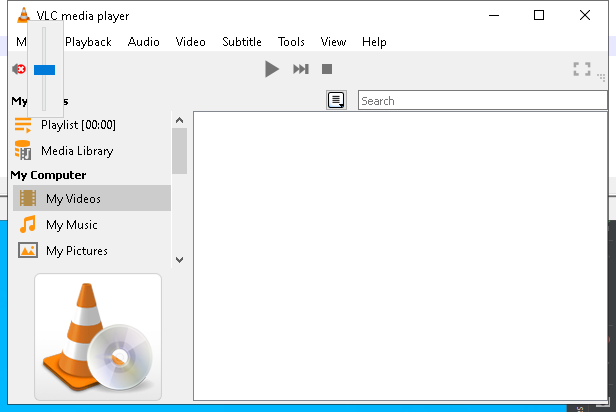 VLC media player
M Playback Audio Video Subtitle Tools View Help
My s
Search
Playlist [00:00]
Media Library
My Computer
My Videos
My Music
My Pictures